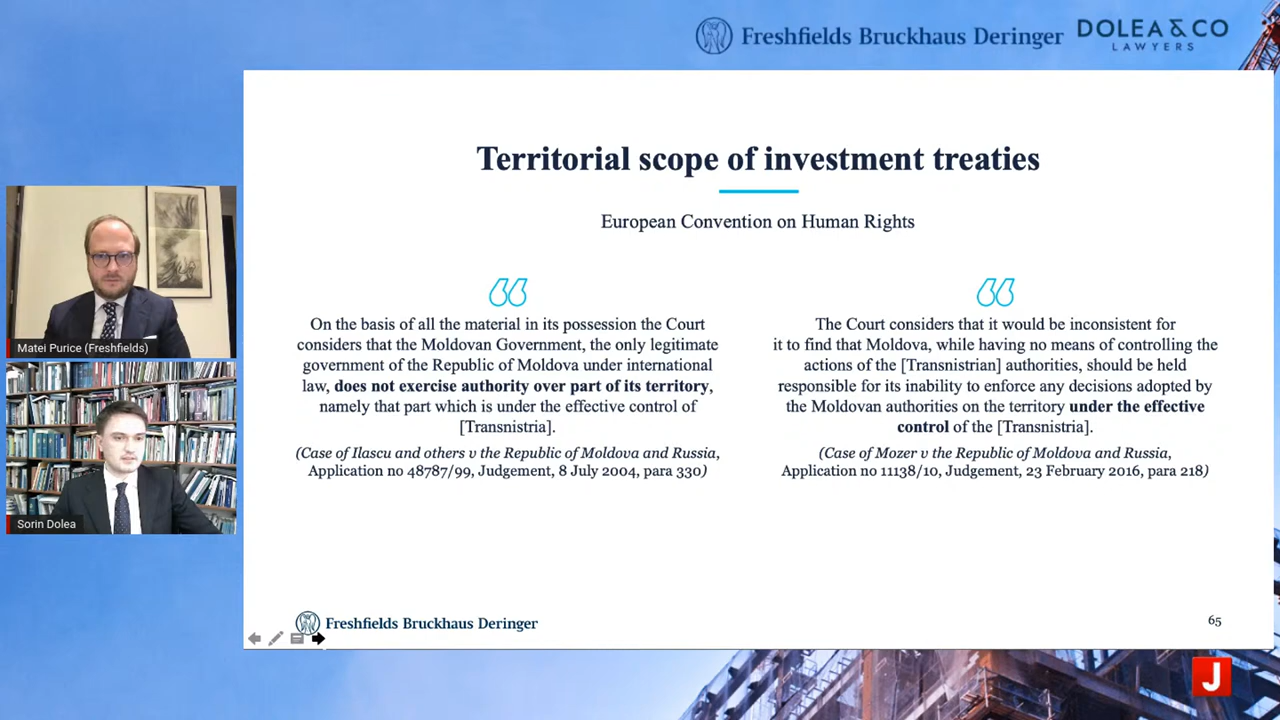 Freshfields Bruckhaus Deringer
DOLEA & CO
LAWYERS
Territorial scope of investment treaties
European Convention on Human Rights
On the basis of all the material in its possession the Court
considers that the Moldovan Government, the only legitimate
government of the Republic of Moldova under international
law, does not exercise authority over part of its territory,
namely that part which is under the effective control of
[Transnistria].
(Case of Ilascu and others v the Republic of Moldova and Russia,
Application no 48787/99, Judgement, 8 July 2004, para 330)
The Court considers that it would be inconsistent for
it to find that Moldova, while having no means of controlling the
actions of the [Transnistrian] authorities, should be held
responsible for its inability to enforce any decisions adopted by
the Moldovan authorities on the territory under the effective
control of the [Transnistria].
(Case of Mozer v the Republic of Moldova and Russia,
Application no 11138/10, Judgement, 23 February 2016, para 218)
Matei Purice (Freshfields)
Sorin Dolea
Freshfields Bruckhaus Deringer
65
J